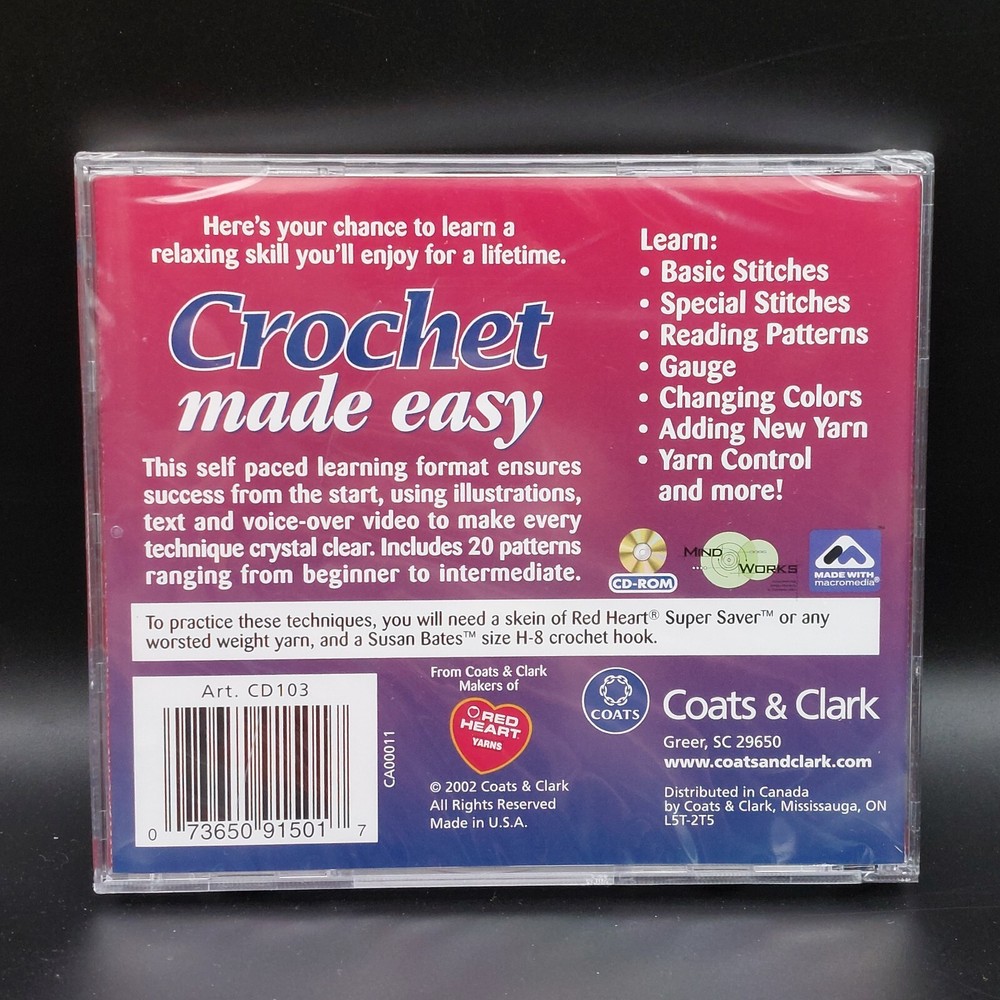 Here's your chance to learn a
relaxing skill you'll enjoy for a lifetime.
Crochet
made easy
This self paced learning format ensures
success from the start, using illustrations,
text and voice-over video to make every
technique crystal clear. Includes 20 patterns
ranging from beginner to intermediate.
Learn:
• Basic Stitches
• Special Stitches
• Reading Patterns
• Gauge
• Changing Colors
• Adding New Yarn
• Yarn Control
and more!
CD-ROM
MIND
WORKS
MADE WITH
macromedia®
To practice these techniques, you will need a skein of Red Heart® Super Saver™ or any
worsted weight yarn, and a Susan Bates™ size H-8 crochet hook.
Art. CD103
0 73650 91501 7
CA00011
From Coats & Clark
Makers of
RED
HEART
YARNS
© 2002 Coats & Clark
All Rights Reserved
Made in U.S.A.
COATS
Coats & Clark
Greer, SC 29650
www.coatsandclark.com
Distributed in Canada
by Coats & Clark, Mississauga, ON
L5T-2T5